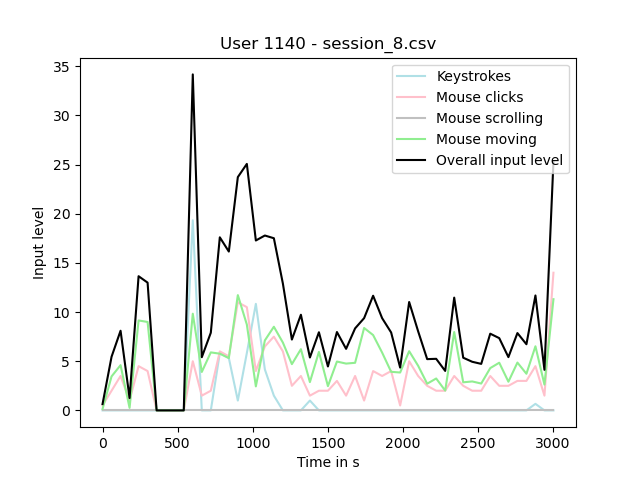 User 1140 - session_8.csv
35
30
25
20
15
10
5
0
Input level
Keystrokes
Mouse clicks
Mouse scrolling
Mouse moving
Overall input level
0 500 1000 1500 2000 2500 3000
Time in s